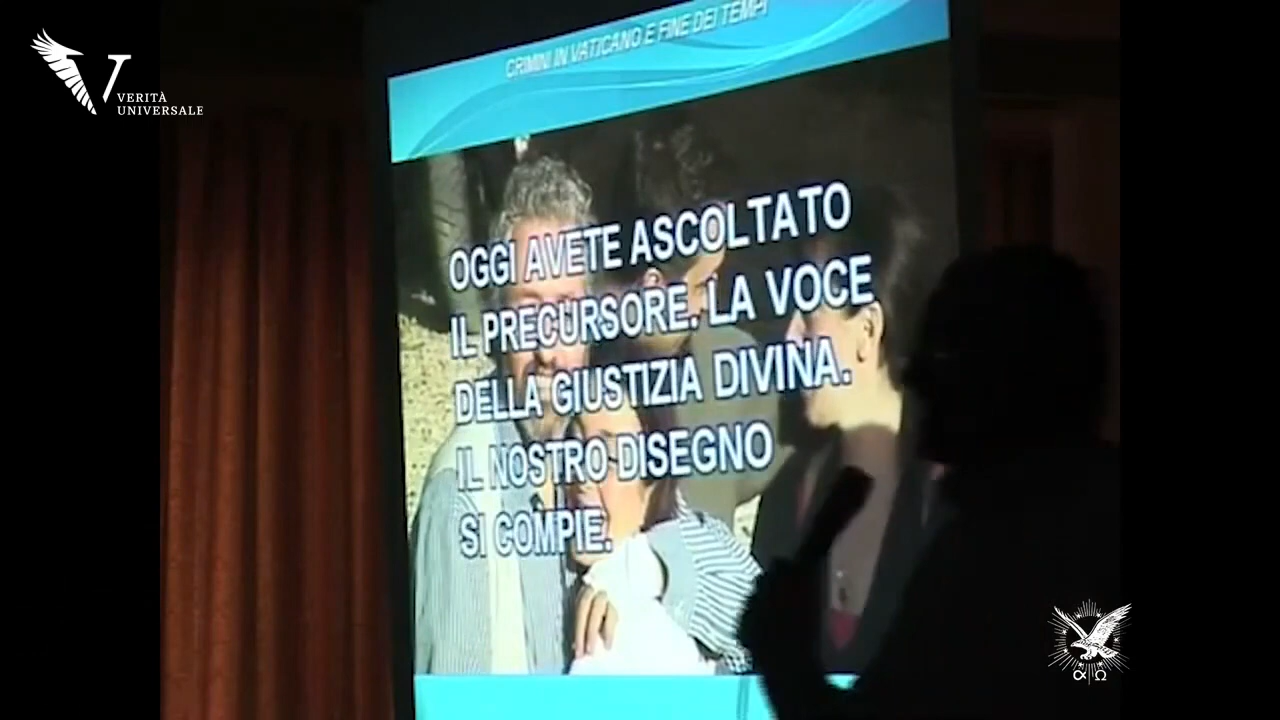 VERITÀ
UNIVERSALE
CRIMINI IN VATICANO E FINE DEI TEMPI
OGGI AVETE ASCOLTATO
IL PRECURSORE. LA VOCE
DELLA GIUSTIZIA DIVINA.
IL NOSTRO DISEGNO
SI COMPIE.
α Ω